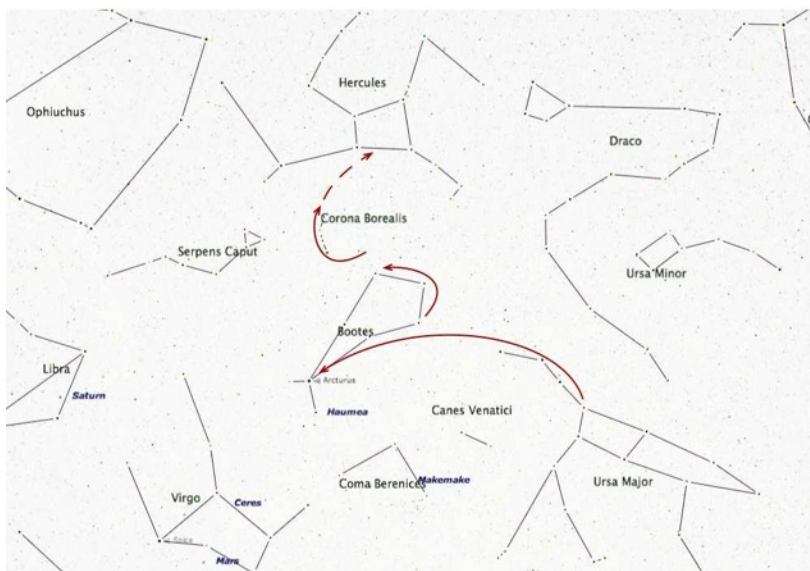 Hercules
Ophiuchus
Draco
Corona Borealis
Serpens Caput
Ursa Minor
Bootes
Libra
Arcturus
Saturn
Haumea
Canes Venatici
Coma Berenices
Makemake
Ursa Major
Virgo
Ceres
Spica
Mars